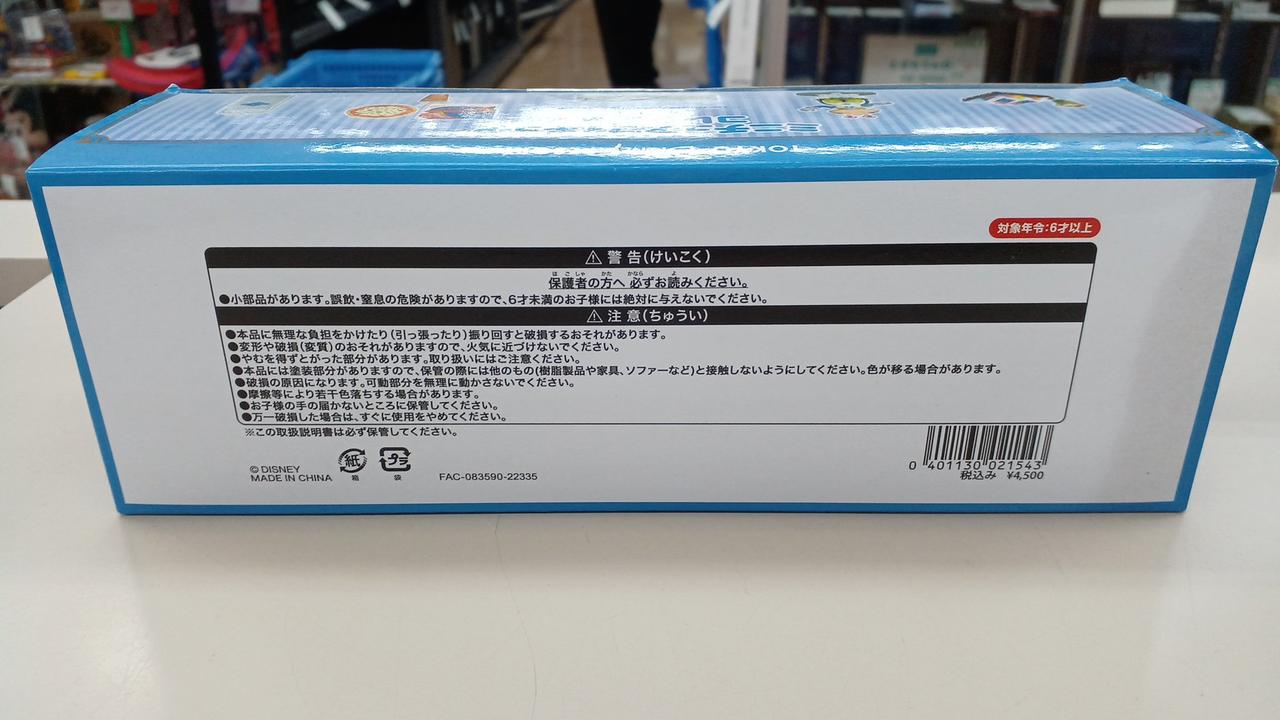 TOKYO
対象年令:6才以上
⚠警告(けいこく)
保護者の方へ 必ずお読みください。
●小部品があります。誤飲・窒息の危険がありますので、6才未満のお子様には絶対に与えないでください。
⚠注意(ちゅうい)
●本品に無理な負担をかけたり(引っ張ったり)振り回すと破損するおそれがあります。
●変形や破損(変質)のおそれがありますので、火気に近づけないでください。
●やむを得ずとがった部分があります。取り扱いにはご注意ください。
●本品には塗装部分がありますので、保管の際には他のもの(樹脂製品や家具、ソファーなど)と接触しないようにしてください。色が移る場合があります。
●破損の原因になります。可動部分を無理に動かさないでください。
●摩擦等により若干色落ちする場合があります。
●お子様の手の届かないところに保管してください。
●万一破損した場合は、すぐに使用をやめてください。
※この取扱説明書は必ず保管してください。
© DISNEY
MADE IN CHINA
紙
箱
プラ
袋
FAC-083590-22335
0 401130 021543
税込み ¥4,500